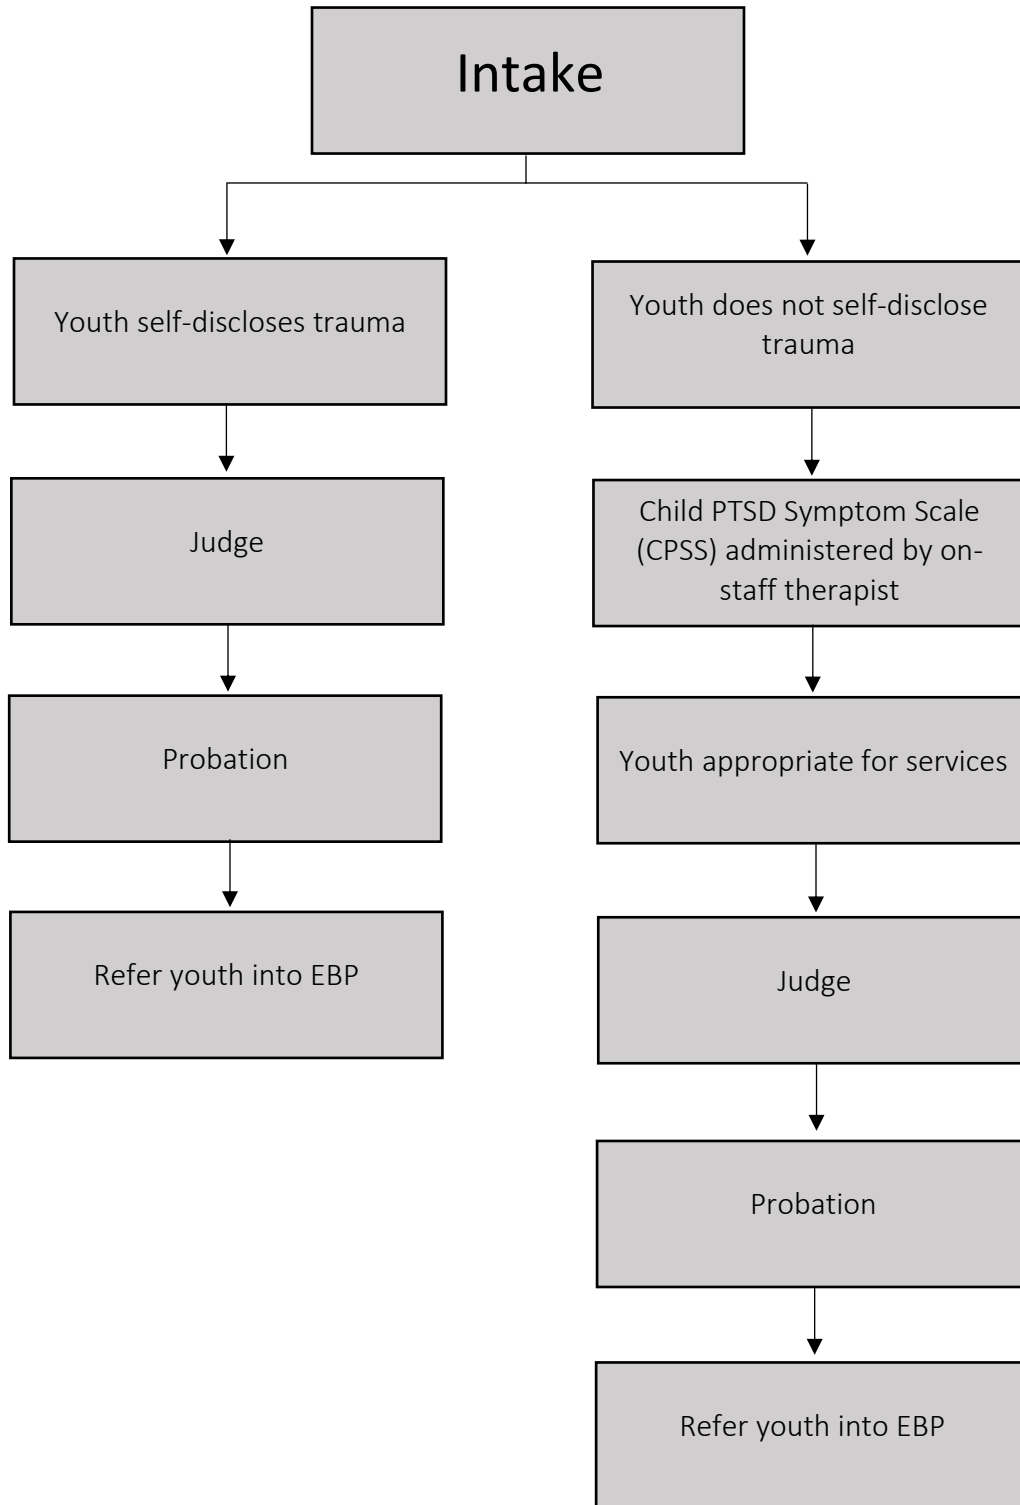 Intake
Youth self-discloses trauma
Judge
Probation
Refer youth into EBP
Youth does not self-disclose
trauma
Child PTSD Symptom Scale
(CPSS) administered by on-
staff therapist
Youth appropriate for services
Judge
Probation
Refer youth into EBP